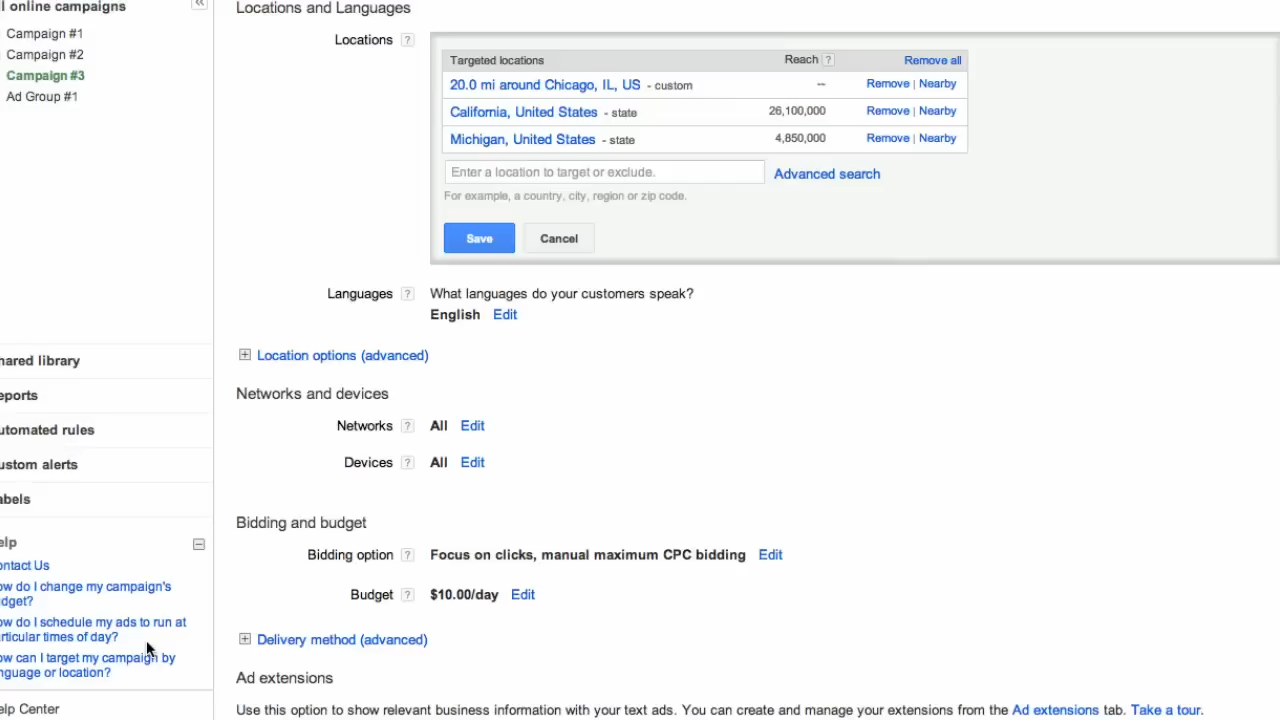 ll online campaigns
Campaign #1
Campaign #2
Campaign #3
Ad Group #1
hared library
eports
utomated rules
ustom alerts
abels
elp
ontact Us
ow do I change my campaign's
dget?
ow do I schedule my ads to run at
rticular times of day?
ow can I target my campaign by
nguage or location?
elp Center
Locations and Languages
Locations ?
Targeted locations Reach ? Remove all
20.0 mi around Chicago, IL, US - custom -- Remove | Nearby
California, United States - state 26,100,000 Remove | Nearby
Michigan, United States - state 4,850,000 Remove | Nearby
Enter a location to target or exclude. Advanced search
For example, a country, city, region or zip code.
Save Cancel
Languages ? What languages do your customers speak?
English Edit
Location options (advanced)
Networks and devices
Networks ? All Edit
Devices ? All Edit
Bidding and budget
Bidding option ? Focus on clicks, manual maximum CPC bidding Edit
Budget ? $10.00/day Edit
Delivery method (advanced)
Ad extensions
Use this option to show relevant business information with your text ads. You can create and manage your extensions from the Ad extensions tab. Take a tour.